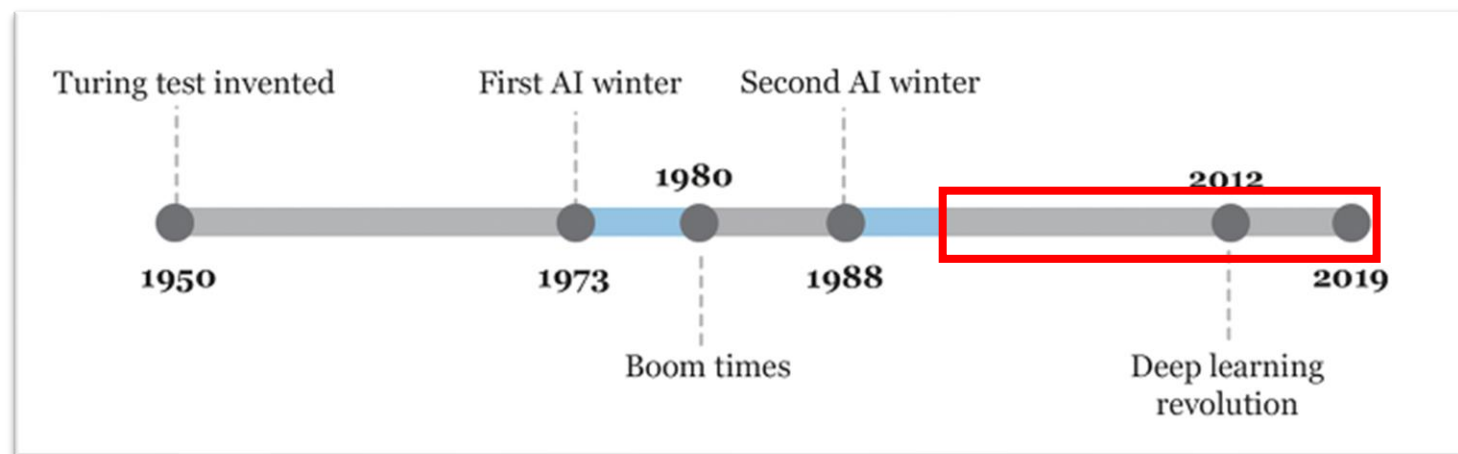 Turing test invented
First AI winter
Second AI winter
1980
2012
1950
1973
1988
2019
Boom times
Deep learning
revolution